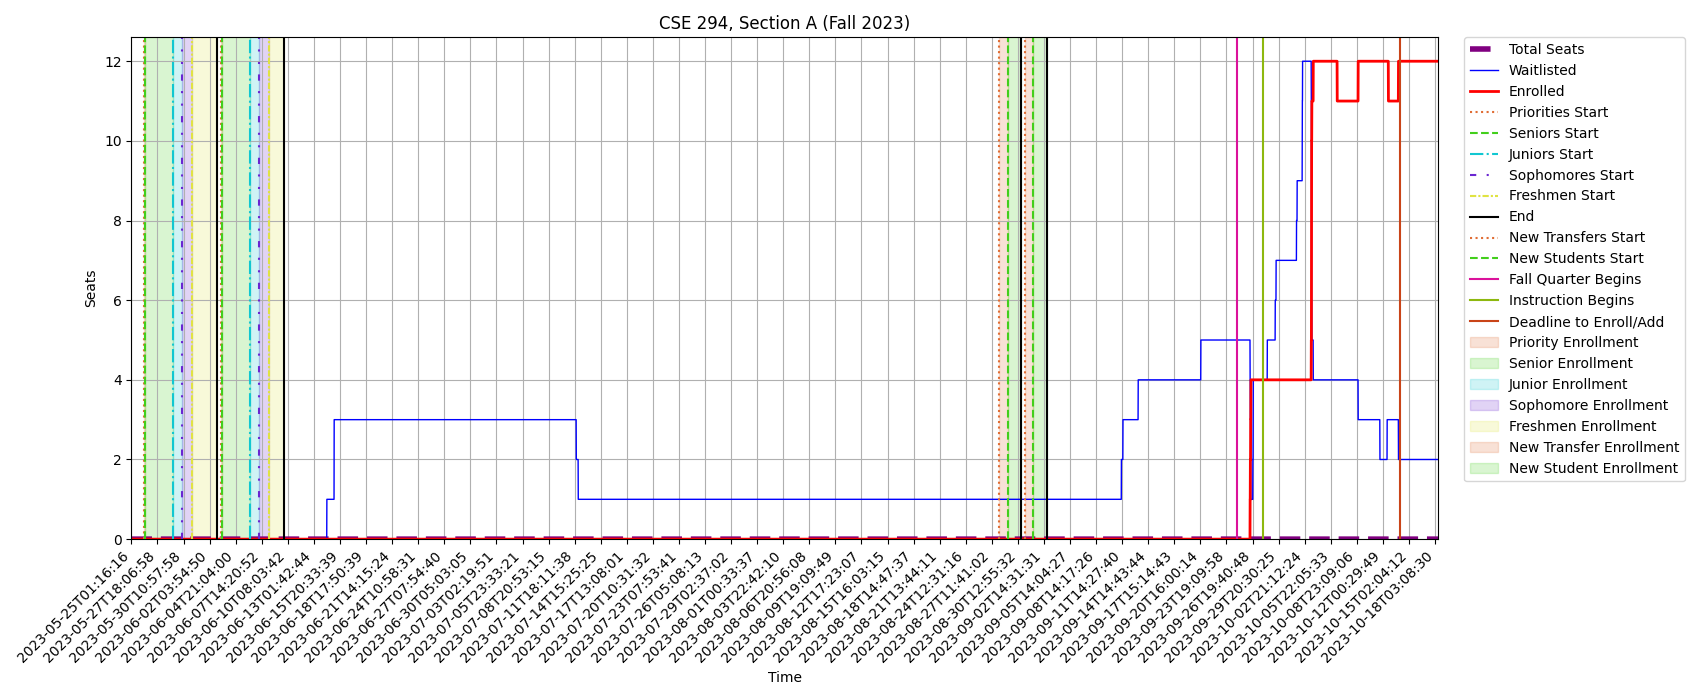 CSE 294, Section A (Fall 2023)
Seats
12
10
8
6
4
2
0
2023-05-25T01:16:16
2023-05-27T18:06:58
2023-05-30T10:57:58
2023-06-02T03:54:50
2023-06-04T21:04:00
2023-06-07T14:20:52
2023-06-10T08:03:42
2023-06-13T01:42:44
2023-06-15T20:33:39
2023-06-18T17:50:39
2023-06-21T14:15:24
2023-06-24T10:58:31
2023-06-27T07:54:40
2023-06-30T05:03:05
2023-07-03T02:19:51
2023-07-05T23:33:21
2023-07-08T20:53:15
2023-07-11T18:11:38
2023-07-14T15:25:25
2023-07-17T13:08:01
2023-07-20T10:31:32
2023-07-23T07:53:41
2023-07-26T05:08:13
2023-07-29T02:37:02
2023-08-01T00:33:37
2023-08-03T22:42:10
2023-08-06T20:56:08
2023-08-09T19:09:49
2023-08-12T17:23:07
2023-08-15T16:03:15
2023-08-18T14:47:37
2023-08-21T13:44:11
2023-08-24T12:31:16
2023-08-27T11:41:02
2023-08-30T12:55:32
2023-09-02T14:31:31
2023-09-05T14:04:27
2023-09-08T14:17:26
2023-09-11T14:27:40
2023-09-14T14:43:44
2023-09-17T15:14:43
2023-09-20T16:00:14
2023-09-23T19:09:58
2023-09-26T19:40:48
2023-09-29T20:30:25
2023-10-02T21:12:24
2023-10-05T22:05:33
2023-10-08T23:09:06
2023-10-12T00:29:49
2023-10-15T02:04:12
2023-10-18T03:08:30
Time
Total Seats
Waitlisted
Enrolled
Priorities Start
Seniors Start
Juniors Start
Sophomores Start
Freshmen Start
End
New Transfers Start
New Students Start
Fall Quarter Begins
Instruction Begins
Deadline to Enroll/Add
Priority Enrollment
Senior Enrollment
Junior Enrollment
Sophomore Enrollment
Freshmen Enrollment
New Transfer Enrollment
New Student Enrollment